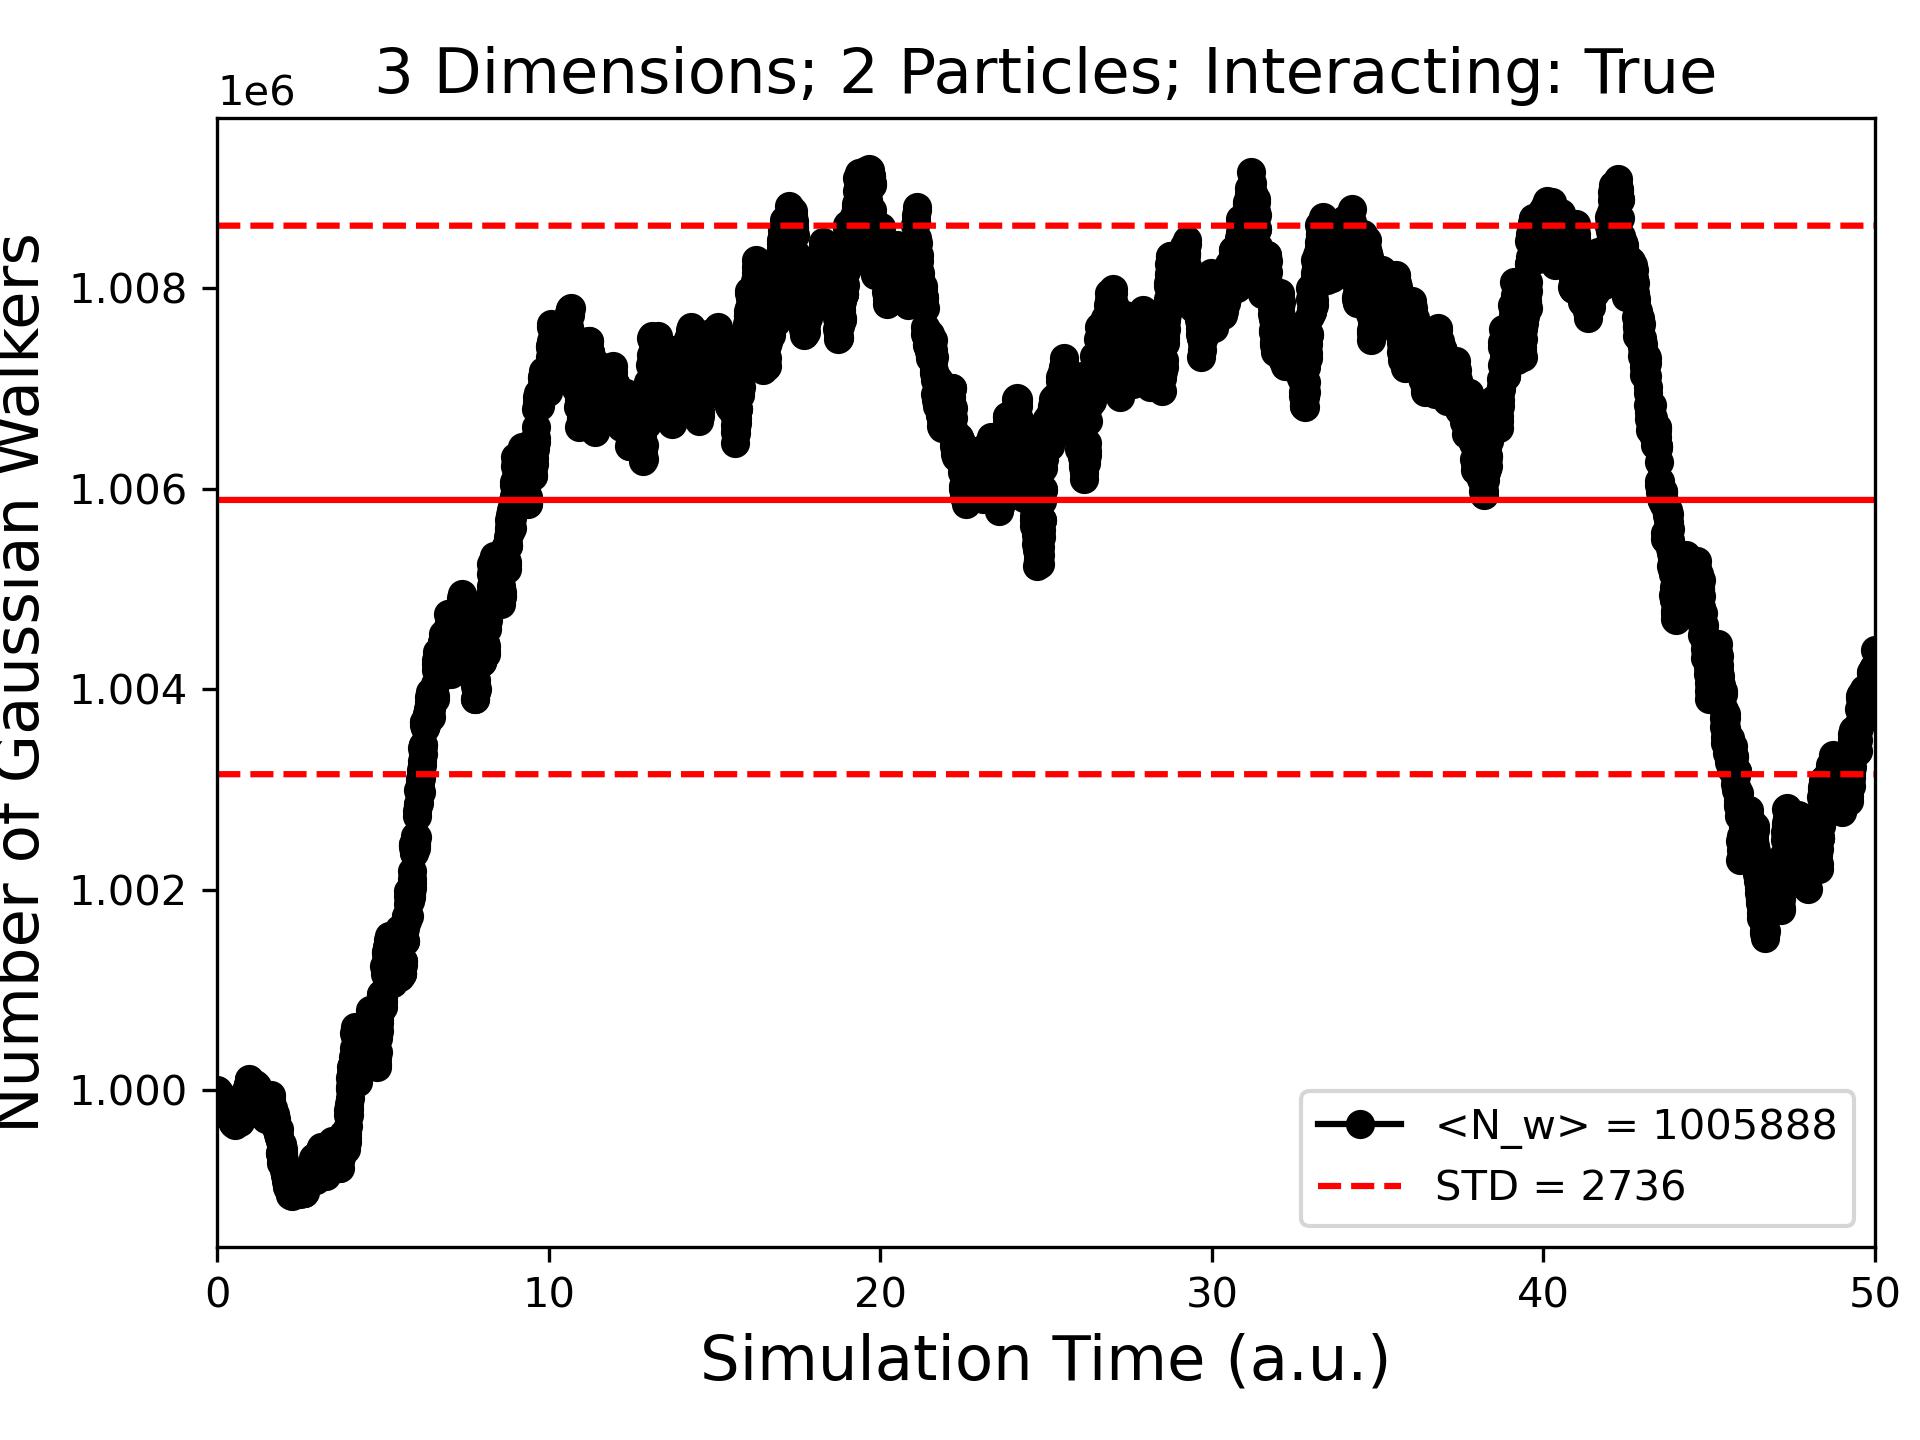 3 Dimensions; 2 Particles; Interacting: True
1e6
Number of Gaussian Walkers
1.008
1.006
1.004
1.002
1.000
<N_w> = 1005888
STD = 2736
0 10 20 30 40 50
Simulation Time (a.u.)